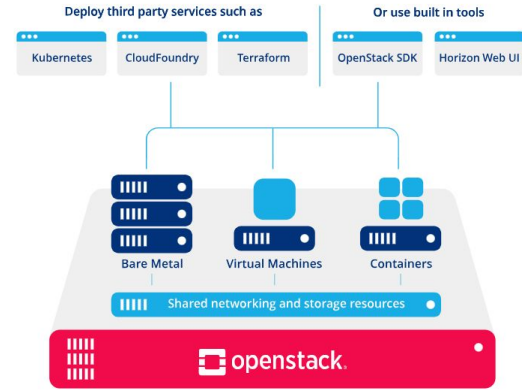 Deploy third party services such as
Or use built in tools
Kubernetes
CloudFoundry
Terraform
OpenStack SDK
Horizon Web UI
Bare Metal
Virtual Machines
Containers
Shared networking and storage resources
openstack.